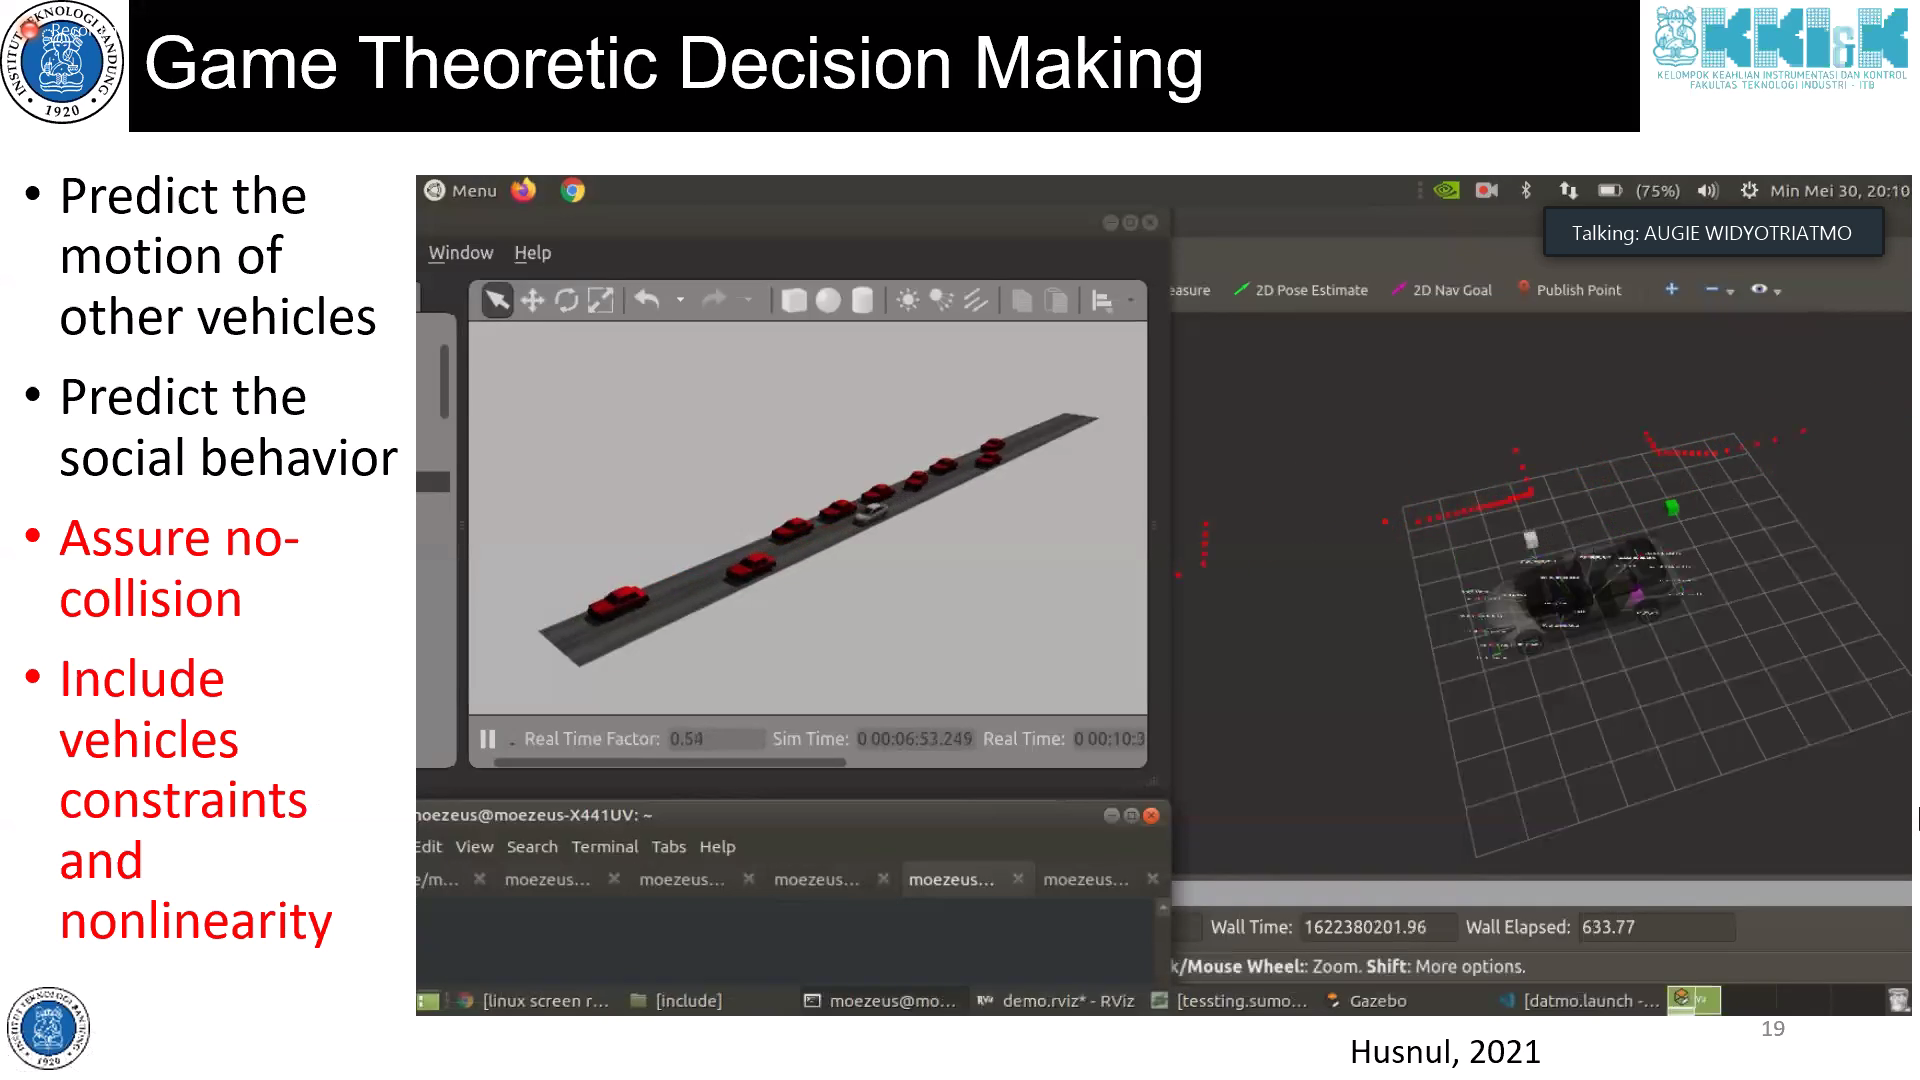 INSTITUT TEKNOLOGI BANDUNG
1920
Game Theoretic Decision Making
KELOMPOK KEAHLIAN INSTRUMENTASI DAN KONTROL
FAKULTAS TEKNOLOGI INDUSTRI - ITB
• Predict the
motion of
other vehicles
• Predict the
social behavior
• Assure no-
collision
• Include
vehicles
constraints
and
nonlinearity
Menu
(75%)
Min Mei 30, 20:10
Talking: AUGIE WIDYOTRIATMO
Window Help
easure 2D Pose Estimate 2D Nav Goal Publish Point
Real Time Factor: 0.54 Sim Time: 0 00:06:53.249 Real Time: 0 00:10:3
moezeus@moezeus-X441UV: ~
Edit View Search Terminal Tabs Help
e/m... moezeus... moezeus... moezeus... moezeus... moezeus...
Wall Time: 1622380201.96 Wall Elapsed: 633.77
k/Mouse Wheel:: Zoom. Shift: More options.
[linux screen r... [include] moezeus@mo... demo.rviz* - RViz [tessting.sumo... Gazebo [datmo.launch -...
19
Husnul, 2021